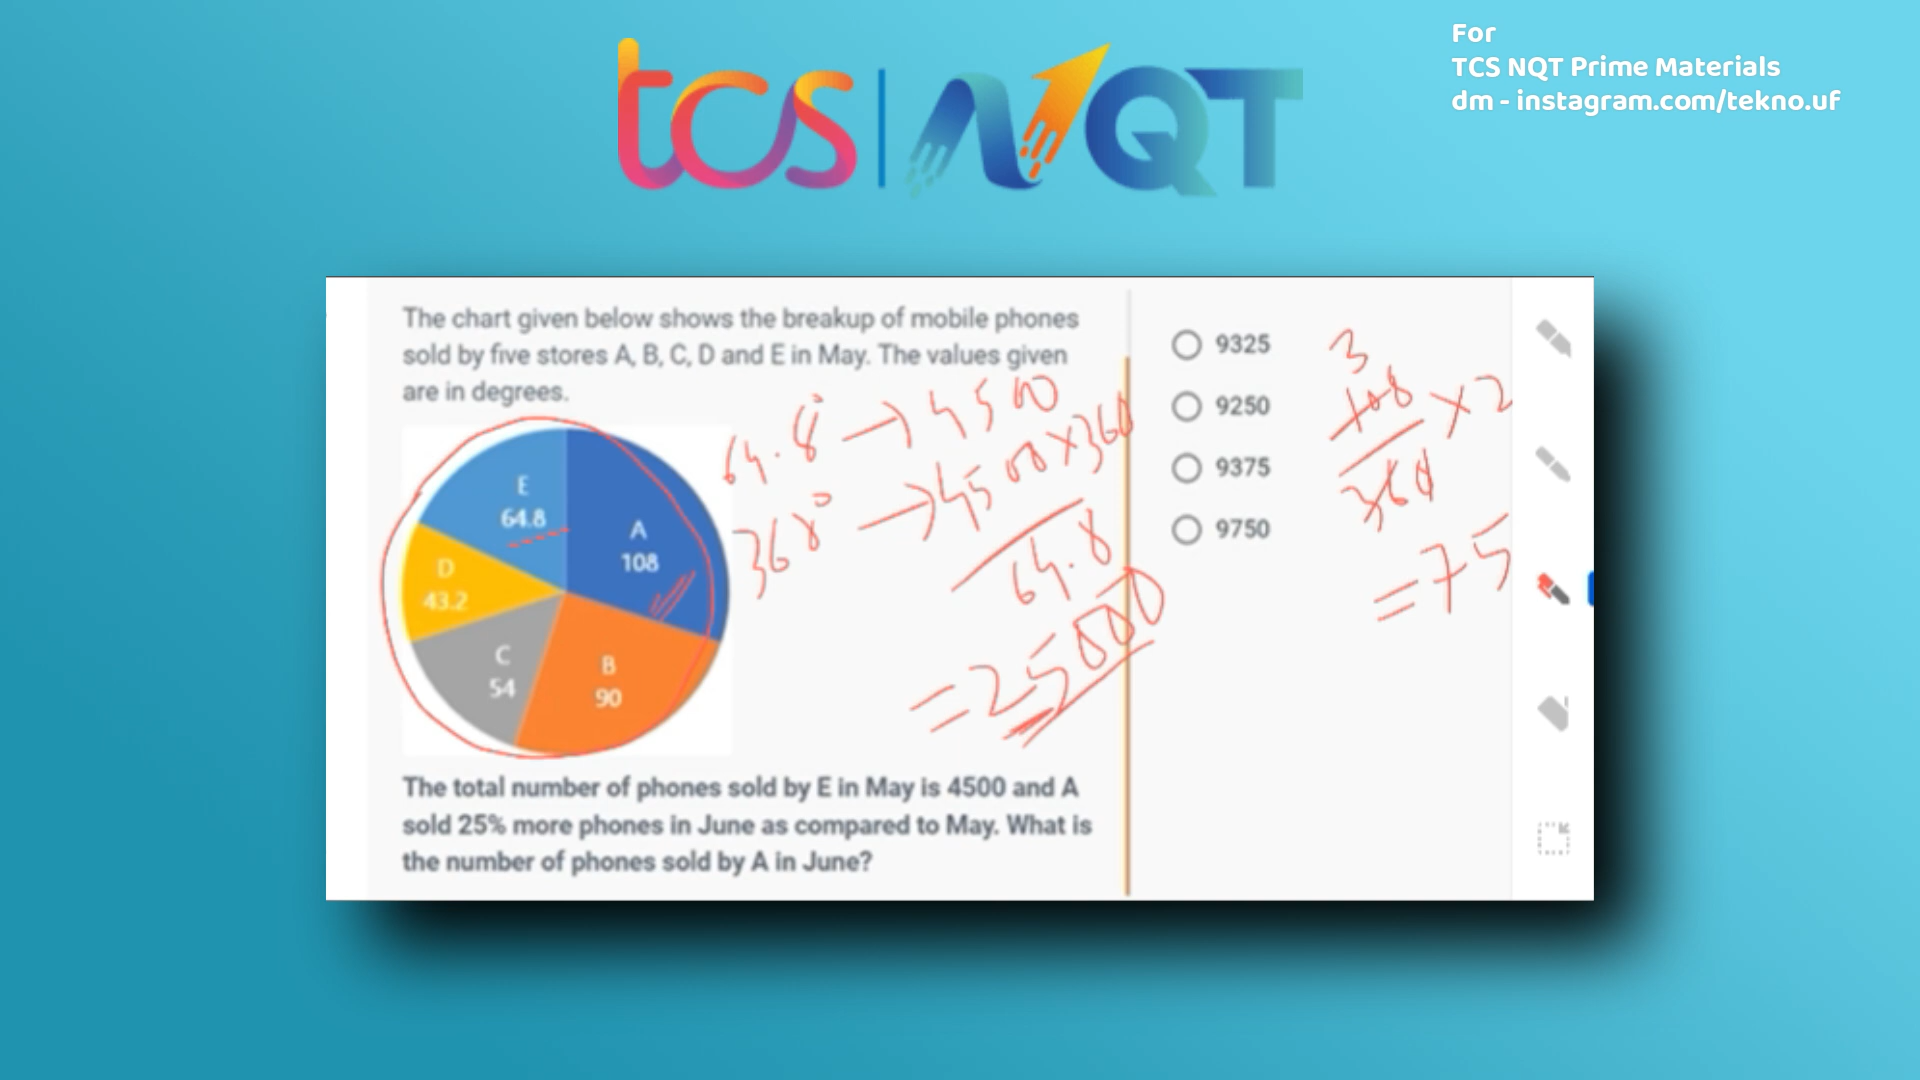 For
TCS NQT Prime Materials
dm - instagram.com/tekno.uf
tcs | NQT
The chart given below shows the breakup of mobile phones
sold by five stores A, B, C, D and E in May. The values given
are in degrees.
E
64.8
A
108
D
43.2
C
54
B
90
64.8° → 4500
360° → 4500 x 360
64.8
= 25000
The total number of phones sold by E in May is 4500 and A
sold 25% more phones in June as compared to May. What is
the number of phones sold by A in June?
9325
9250
9375
9750
3
108 x 2
360
= 75